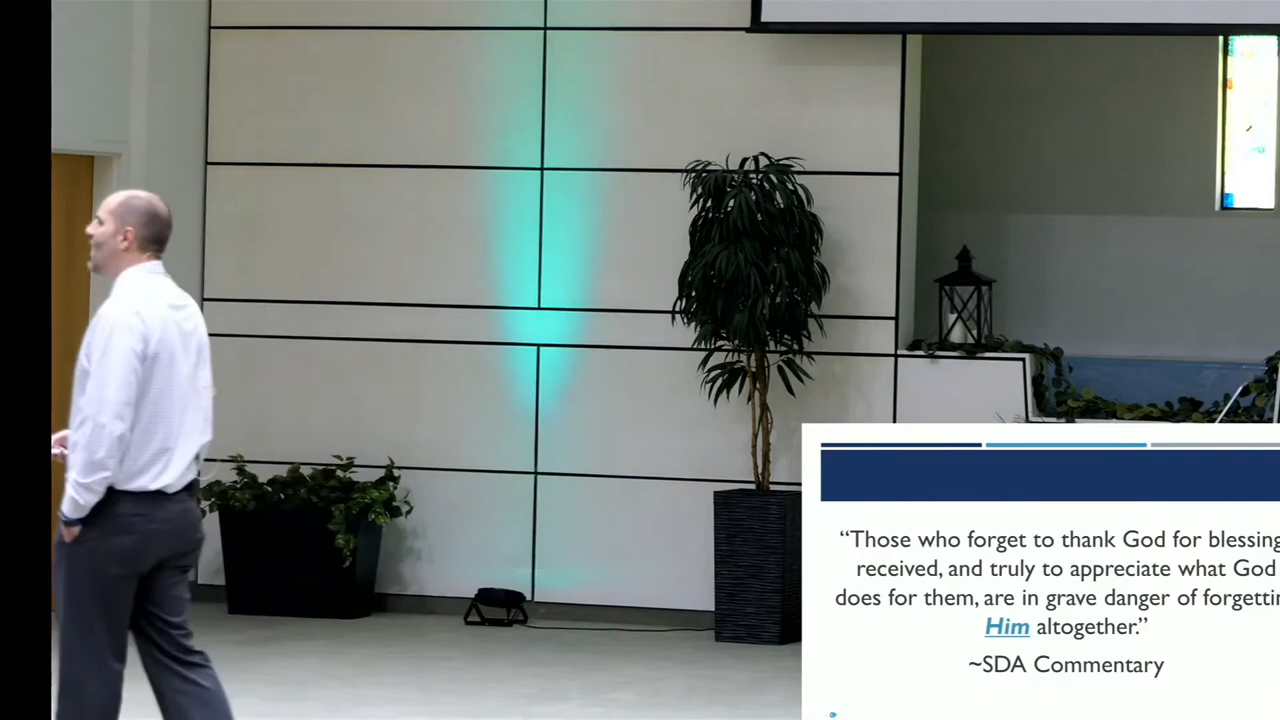 “Those who forget to thank God for blessing
received, and truly to appreciate what God
does for them, are in grave danger of forgettin
Him altogether.”
~SDA Commentary